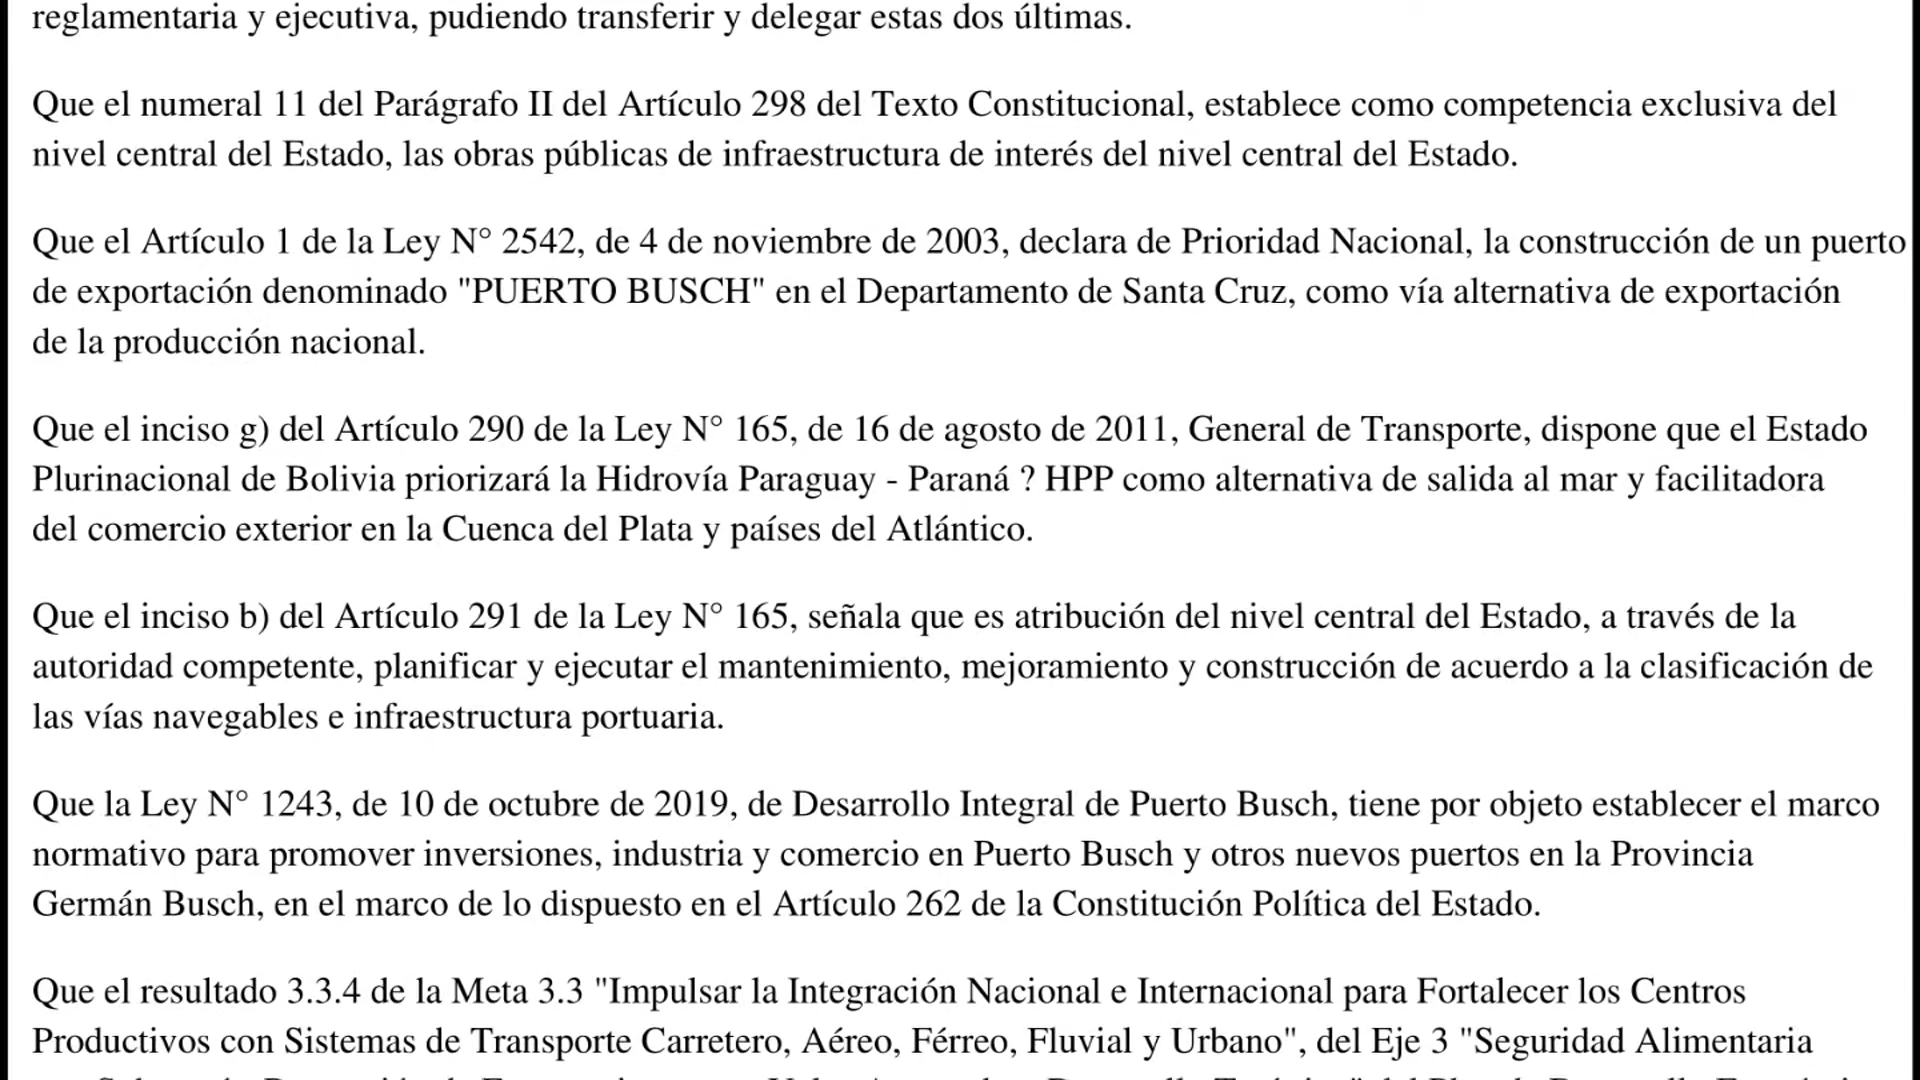 reglamentaria y ejecutiva, pudiendo transferir y delegar estas dos últimas.
Que el numeral 11 del Parágrafo II del Artículo 298 del Texto Constitucional, establece como competencia exclusiva del
nivel central del Estado, las obras públicas de infraestructura de interés del nivel central del Estado.
Que el Artículo 1 de la Ley N° 2542, de 4 de noviembre de 2003, declara de Prioridad Nacional, la construcción de un puerto
de exportación denominado "PUERTO BUSCH" en el Departamento de Santa Cruz, como vía alternativa de exportación
de la producción nacional.
Que el inciso g) del Artículo 290 de la Ley N° 165, de 16 de agosto de 2011, General de Transporte, dispone que el Estado
Plurinacional de Bolivia priorizará la Hidrovía Paraguay - Paraná ? HPP como alternativa de salida al mar y facilitadora
del comercio exterior en la Cuenca del Plata y países del Atlántico.
Que el inciso b) del Artículo 291 de la Ley N° 165, señala que es atribución del nivel central del Estado, a través de la
autoridad competente, planificar y ejecutar el mantenimiento, mejoramiento y construcción de acuerdo a la clasificación de
las vías navegables e infraestructura portuaria.
Que la Ley N° 1243, de 10 de octubre de 2019, de Desarrollo Integral de Puerto Busch, tiene por objeto establecer el marco
normativo para promover inversiones, industria y comercio en Puerto Busch y otros nuevos puertos en la Provincia
Germán Busch, en el marco de lo dispuesto en el Artículo 262 de la Constitución Política del Estado.
Que el resultado 3.3.4 de la Meta 3.3 "Impulsar la Integración Nacional e Internacional para Fortalecer los Centros
Productivos con Sistemas de Transporte Carretero, Aéreo, Férreo, Fluvial y Urbano", del Eje 3 "Seguridad Alimentaria